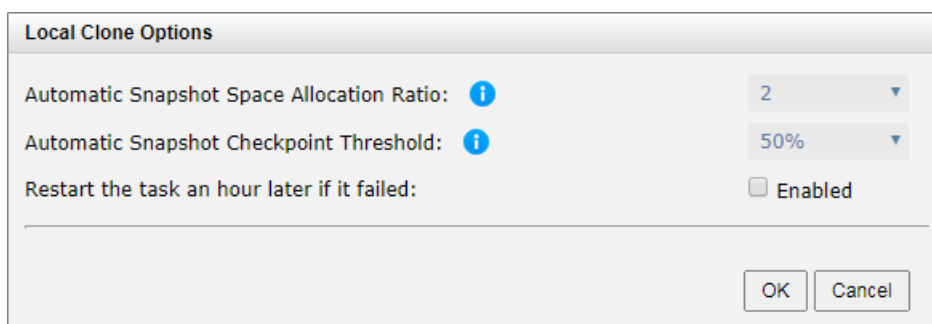 Local Clone Options
Automatic Snapshot Space Allocation Ratio: i 2
Automatic Snapshot Checkpoint Threshold: i 50%
Restart the task an hour later if it failed: Enabled
OK Cancel